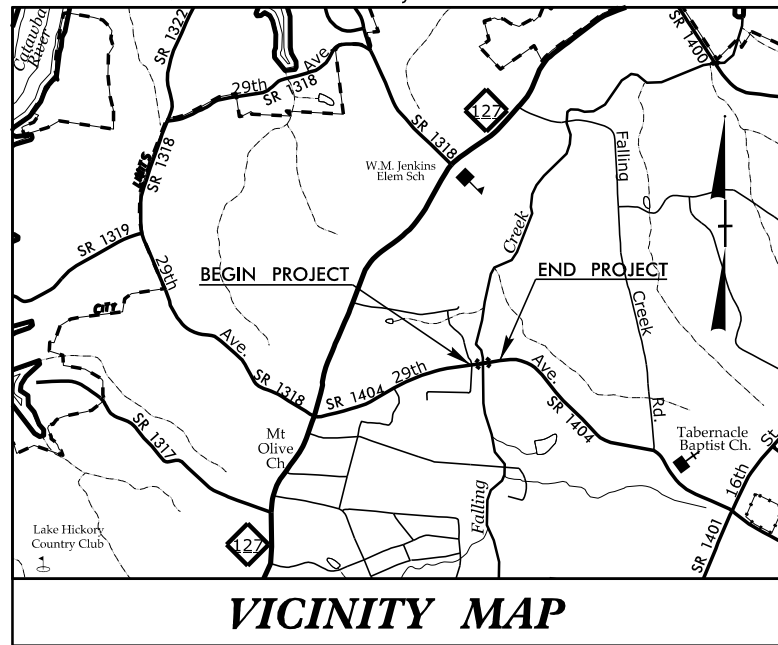 Catawba
River
SR 1322
29th
Ave.
SR 1318
SR 1400
127
SR 1318
W.M. Jenkins
Elem Sch
LIMITS
SR 1318
Falling
SR 1319
29th
Creek
BEGIN PROJECT
END PROJECT
CITY
Creek
Ave.
SR 1318
SR 1404
29th
Ave.
SR 1404
Rd.
SR 1317
Mt
Olive
Ch.
Tabernacle
Baptist Ch.
16th
St
Falling
Lake Hickory
Country Club
127
SR 1401
VICINITY MAP